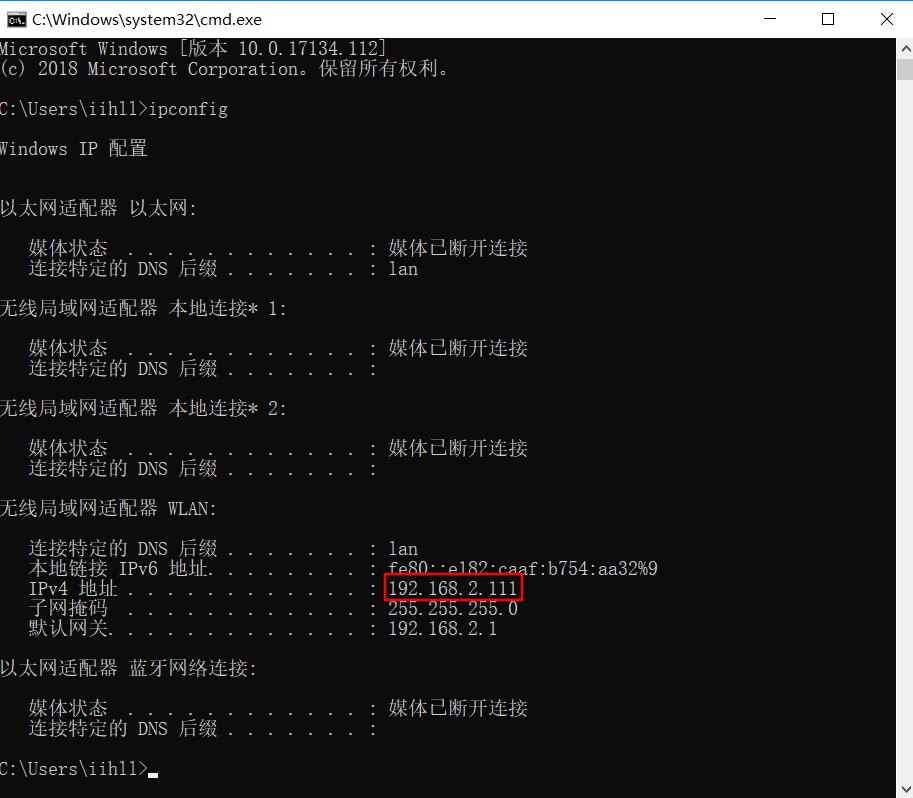 C:\Windows\system32\cmd.exe
Microsoft Windows [版本 10.0.17134.112]
(c) 2018 Microsoft Corporation。保留所有权利。
C:\Users\iihll>ipconfig
Windows IP 配置
以太网适配器 以太网:
媒体状态 . . . . . . . . . . . . : 媒体已断开连接
连接特定的 DNS 后缀 . . . . . . . : lan
无线局域网适配器 本地连接* 1:
媒体状态 . . . . . . . . . . . . : 媒体已断开连接
连接特定的 DNS 后缀 . . . . . . . :
无线局域网适配器 本地连接* 2:
媒体状态 . . . . . . . . . . . . : 媒体已断开连接
连接特定的 DNS 后缀 . . . . . . . :
无线局域网适配器 WLAN:
连接特定的 DNS 后缀 . . . . . . . : lan
本地链接 IPv6 地址. . . . . . . . : fe80::e182:caaf:b754:aa32%9
IPv4 地址 . . . . . . . . . . . . : 192.168.2.111
子网掩码 . . . . . . . . . . . . : 255.255.255.0
默认网关. . . . . . . . . . . . . : 192.168.2.1
以太网适配器 蓝牙网络连接:
媒体状态 . . . . . . . . . . . . : 媒体已断开连接
连接特定的 DNS 后缀 . . . . . . . :
C:\Users\iihll>